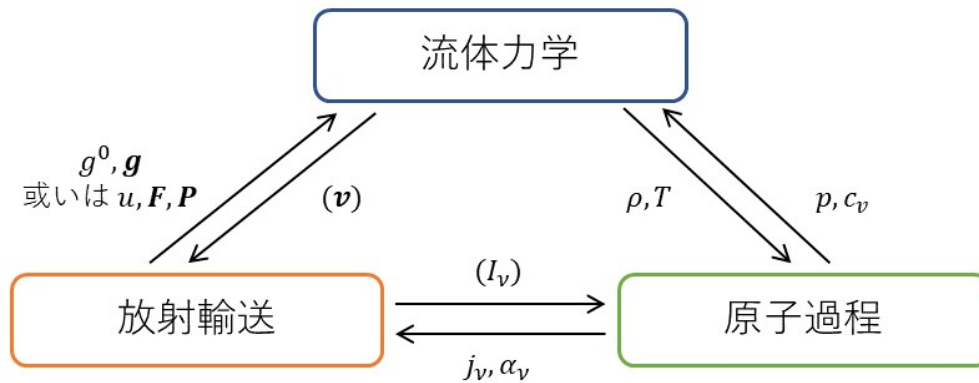 流体力学
g⁰, g
或いは u, F, P
(v)
ρ, T
p, cᵥ
放射輸送
(I_ν)
原子過程
j_ν, α_ν